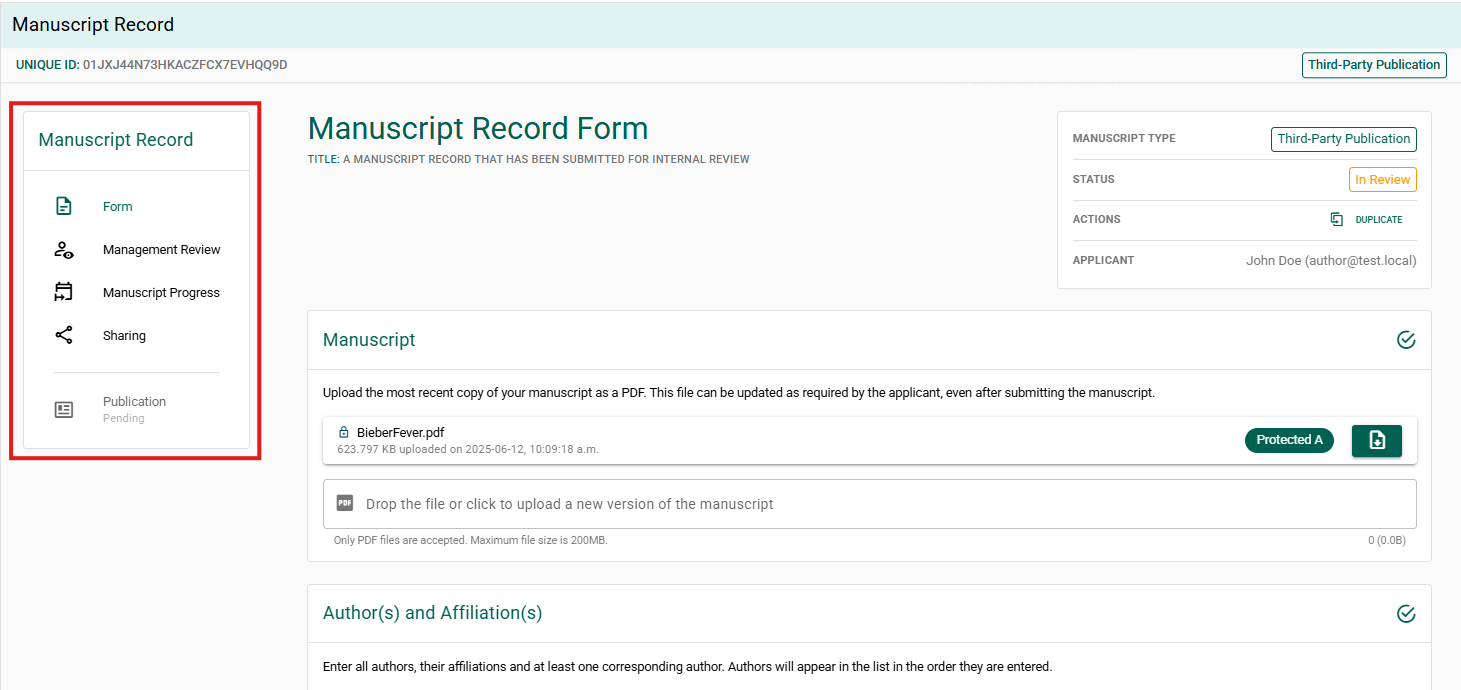 Manuscript Record
UNIQUE ID: 01JXJ44N73HKACZFCX7EVHQQ9D
Third-Party Publication
Manuscript Record
Form
Management Review
Manuscript Progress
Sharing
Publication
Pending
Manuscript Record Form
TITLE: A MANUSCRIPT RECORD THAT HAS BEEN SUBMITTED FOR INTERNAL REVIEW
MANUSCRIPT TYPE Third-Party Publication
STATUS In Review
ACTIONS DUPLICATE
APPLICANT John Doe (author@test.local)
Manuscript
Upload the most recent copy of your manuscript as a PDF. This file can be updated as required by the applicant, even after submitting the manuscript.
BieberFever.pdf
623.797 KB uploaded on 2025-06-12, 10:09:18 a.m.
Protected A
PDF Drop the file or click to upload a new version of the manuscript
Only PDF files are accepted. Maximum file size is 200MB. 0 (0.0B)
Author(s) and Affiliation(s)
Enter all authors, their affiliations and at least one corresponding author. Authors will appear in the list in the order they are entered.